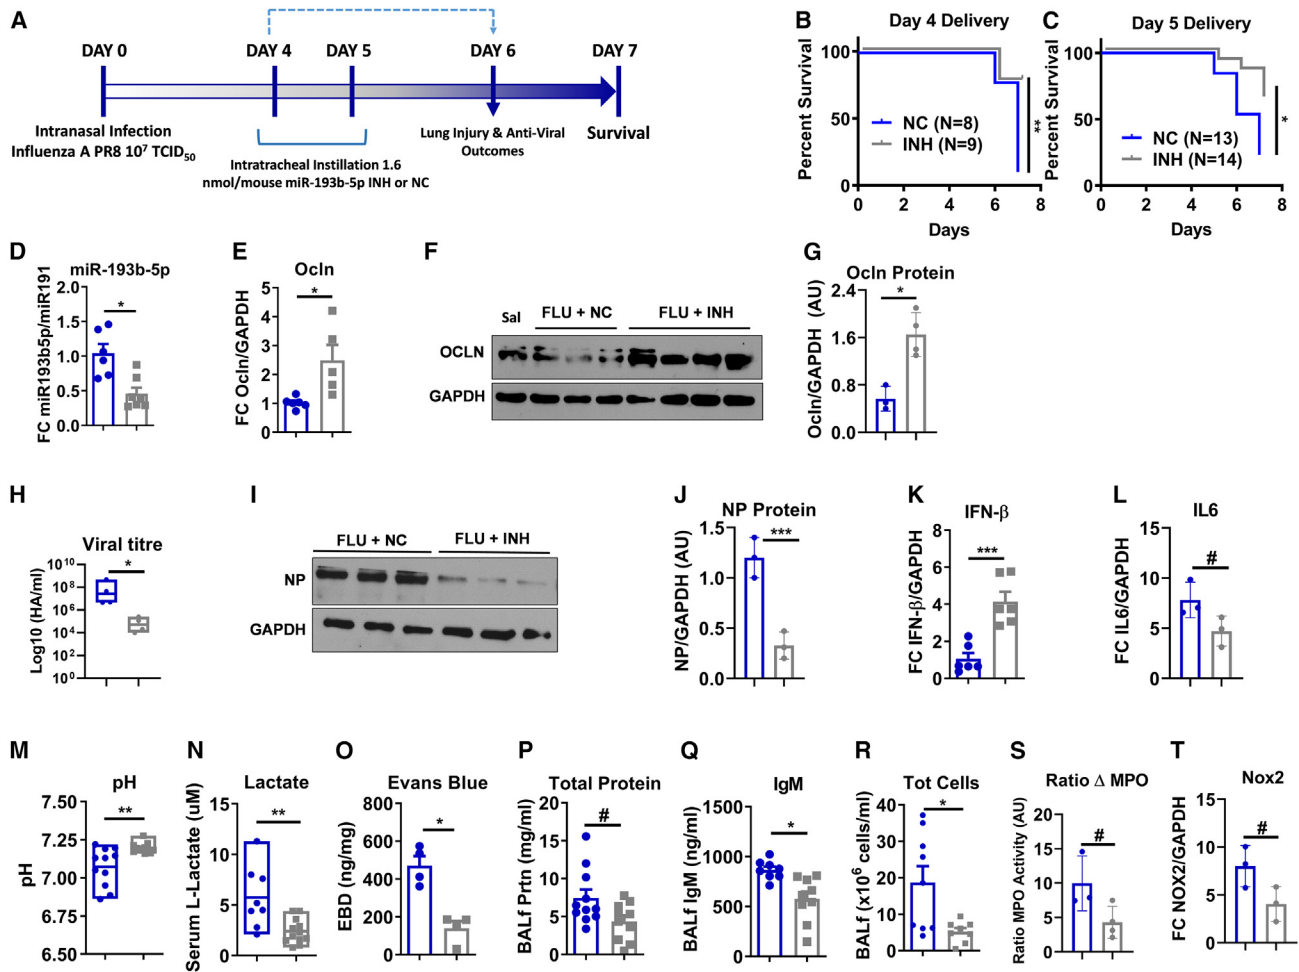 A
DAY 0
DAY 4
DAY 5
DAY 6
DAY 7
Intranasal Infection
Influenza A PR8 10⁷ TCID₅₀
Intratracheal Instillation 1.6
nmol/mouse miR-193b-5p INH or NC
Lung Injury & Anti-Viral
Outcomes
Survival
B
Day 4 Delivery
Percent Survival
100
50
0
NC (N=8)
INH (N=9)
**
0 2 4 6 8
Days
C
Day 5 Delivery
Percent Survival
100
50
0
NC (N=13)
INH (N=14)
*
0 2 4 6 8
Days
D
miR-193b-5p
FC miR193b5p/miR191
2.0
1.5
1.0
0.5
0.0
*
E
Ocln
FC Ocln/GAPDH
5
4
3
2
1
0
*
F
Sal
FLU + NC
FLU + INH
OCLN
GAPDH
G
Ocln Protein
Ocln/GAPDH (AU)
2.4
1.6
0.8
0.0
*
H
Viral titre
Log10 (HA/ml)
10¹⁰
10⁸
10⁶
10⁴
10²
10⁰
*
I
FLU + NC
FLU + INH
NP
GAPDH
J
NP Protein
NP/GAPDH (AU)
1.5
1.0
0.5
0.0
***
K
IFN-β
FC IFN-β/GAPDH
8
6
4
2
0
***
L
IL6
FC IL6/GAPDH
15
10
5
0
#
M
pH
pH
7.50
7.25
7.00
6.75
6.50
**
N
Lactate
Serum L-Lactate (uM)
15
10
5
0
**
O
Evans Blue
EBD (ng/mg)
800
600
400
200
0
*
P
Total Protein
BALf Prtn (mg/ml)
20
15
10
5
0
#
Q
IgM
BALf IgM (ng/ml)
1500
1000
500
0
*
R
Tot Cells
BALf (x10⁶ cells/ml)
40
30
20
10
0
*
S
Ratio Δ MPO
Ratio MPO Activity (AU)
20
15
10
5
0
#
T
Nox2
FC NOX2/GAPDH
15
10
5
0
#